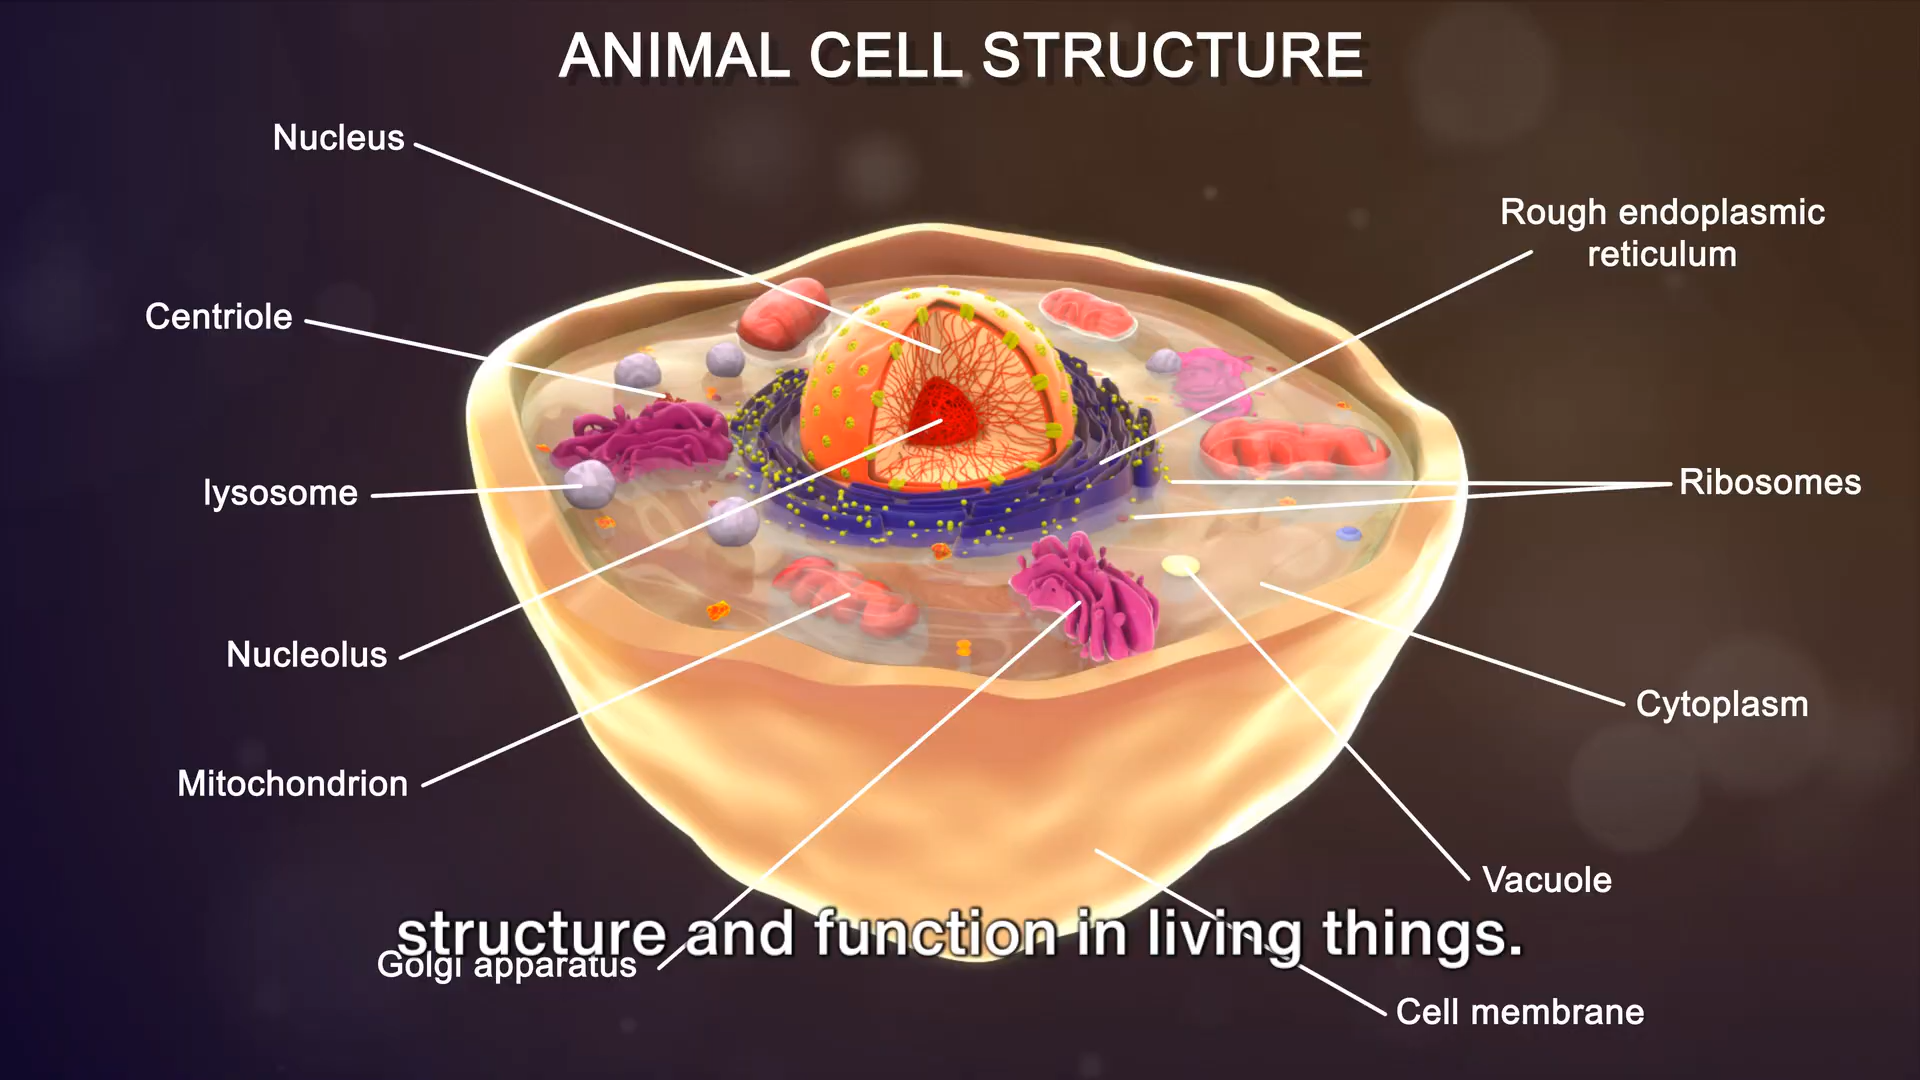 ANIMAL CELL STRUCTURE
Nucleus
Rough endoplasmic
reticulum
Centriole
lysosome
Ribosomes
Nucleolus
Cytoplasm
Mitochondrion
Vacuole
structure and function in living things.
Golgi apparatus
Cell membrane